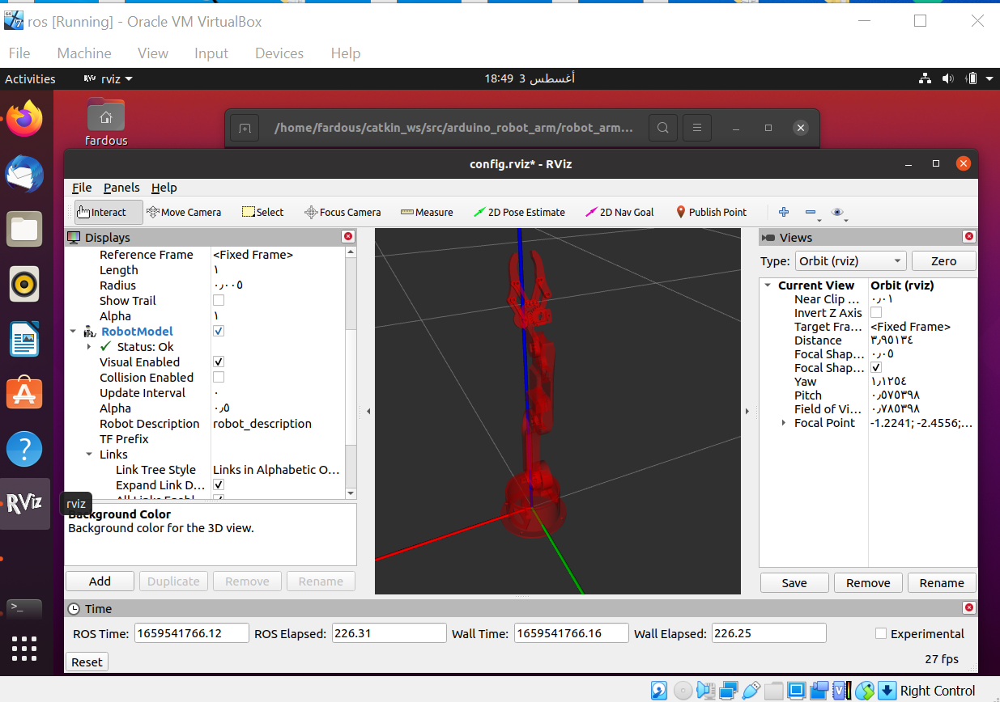 ros [Running] - Oracle VM VirtualBox
File Machine View Input Devices Help
Activities RViz rviz 18:49 3 أغسطس
fardous
/home/fardous/catkin_ws/src/arduino_robot_arm/robot_arm...
config.rviz* - RViz
File Panels Help
Interact Move Camera Select Focus Camera Measure 2D Pose Estimate 2D Nav Goal Publish Point
Displays
Reference Frame <Fixed Frame>
Length ١
Radius ٠٫٠٠٥
Show Trail
Alpha ١
RobotModel
Status: Ok
Visual Enabled
Collision Enabled
Update Interval ٠
Alpha ٠٫٥
Robot Description robot_description
TF Prefix
Links
Link Tree Style Links in Alphabetic O...
Expand Link D...
Background Color
Background color for the 3D view.
Add Duplicate Remove Rename
Views
Type: Orbit (rviz) Zero
Current View Orbit (rviz)
Near Clip ... ٠٫٠١
Invert Z Axis
Target Fra... <Fixed Frame>
Distance ٣٫٩٥١٣٤
Focal Shap... ٠٫٠٥
Focal Shap...
Yaw ١٫١٢٥٤
Pitch ٠٫٥٧٥٣٩٨
Field of Vi... ٠٫٧٨٥٣٩٨
Focal Point -1.2241; -2.4556;...
Save Remove Rename
RViz
rviz
Time
ROS Time: 1659541766.12 ROS Elapsed: 226.31 Wall Time: 1659541766.16 Wall Elapsed: 226.25 Experimental
Reset 27 fps
Right Control